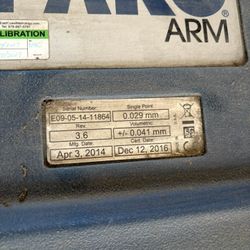 ARM
LIBRATION
Serial Number:
Single Point
E09-05-14-11864
0.029 mm
Rev.
Volumetric:
3.6
+/- 0.041 mm
Mfg. Date:
Cert. Date:
Apr 3, 2014
Dec 12, 2016